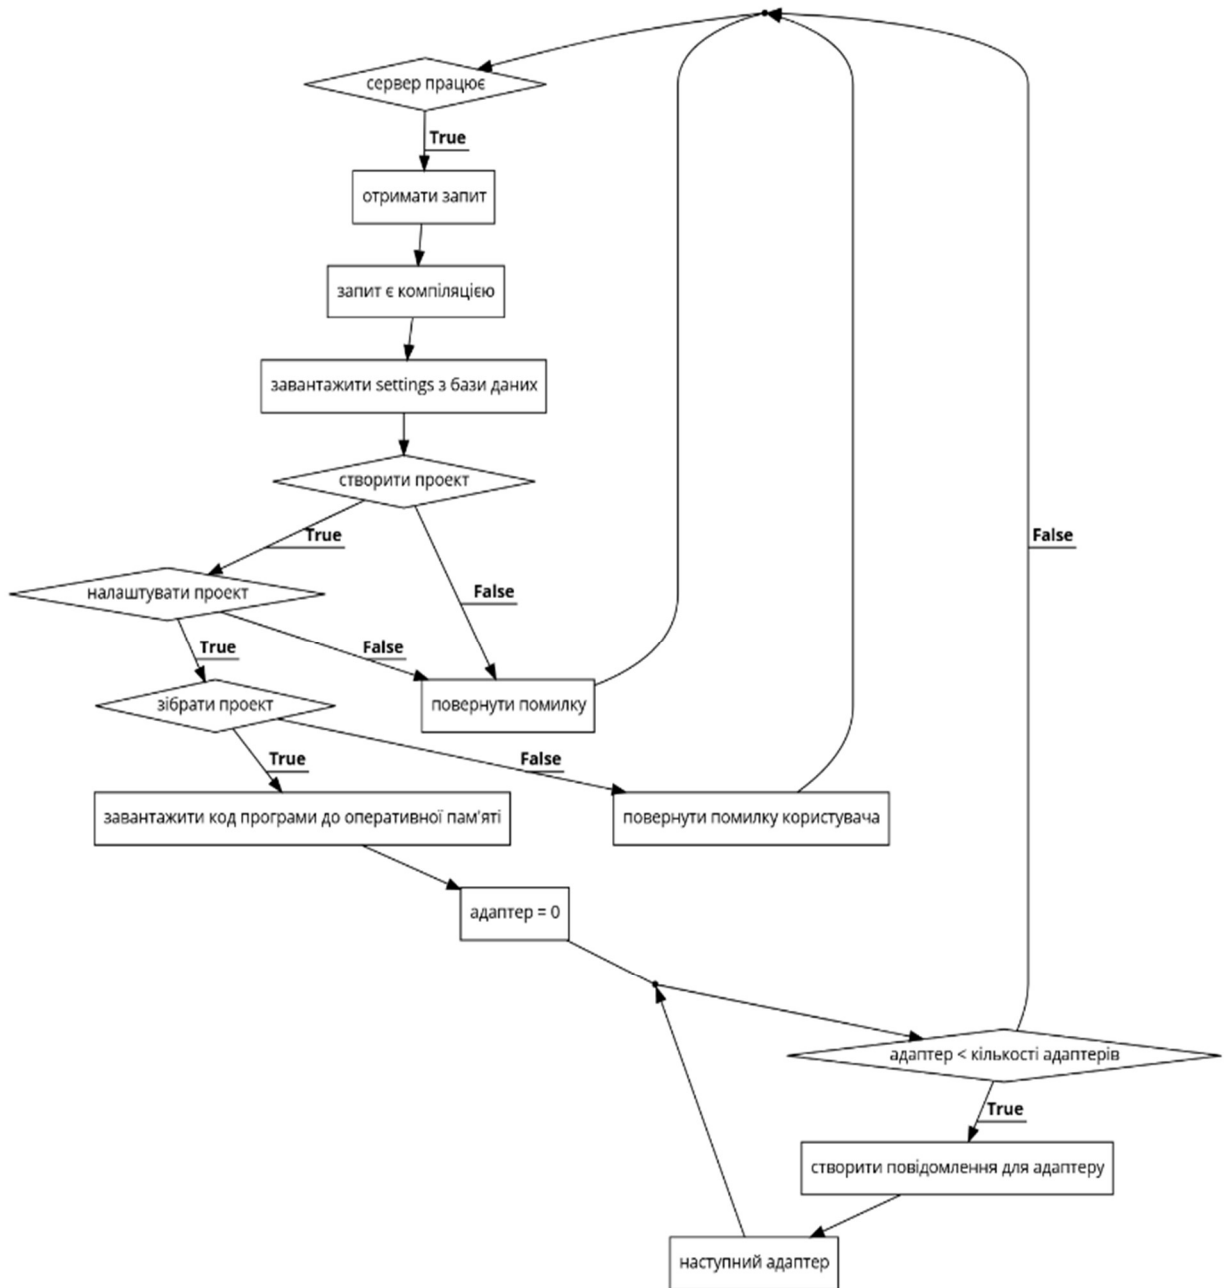 сервер працює
True
отримати запит
запит є компіляцією
завантажити settings з бази даних
створити проект
True
False
налаштувати проект
False
True
False
повернути помилку
зібрати проект
True
False
завантажити код програми до оперативної пам'яті
повернути помилку користувача
адаптер = 0
адаптер < кількості адаптерів
True
створити повідомлення для адаптеру
наступний адаптер